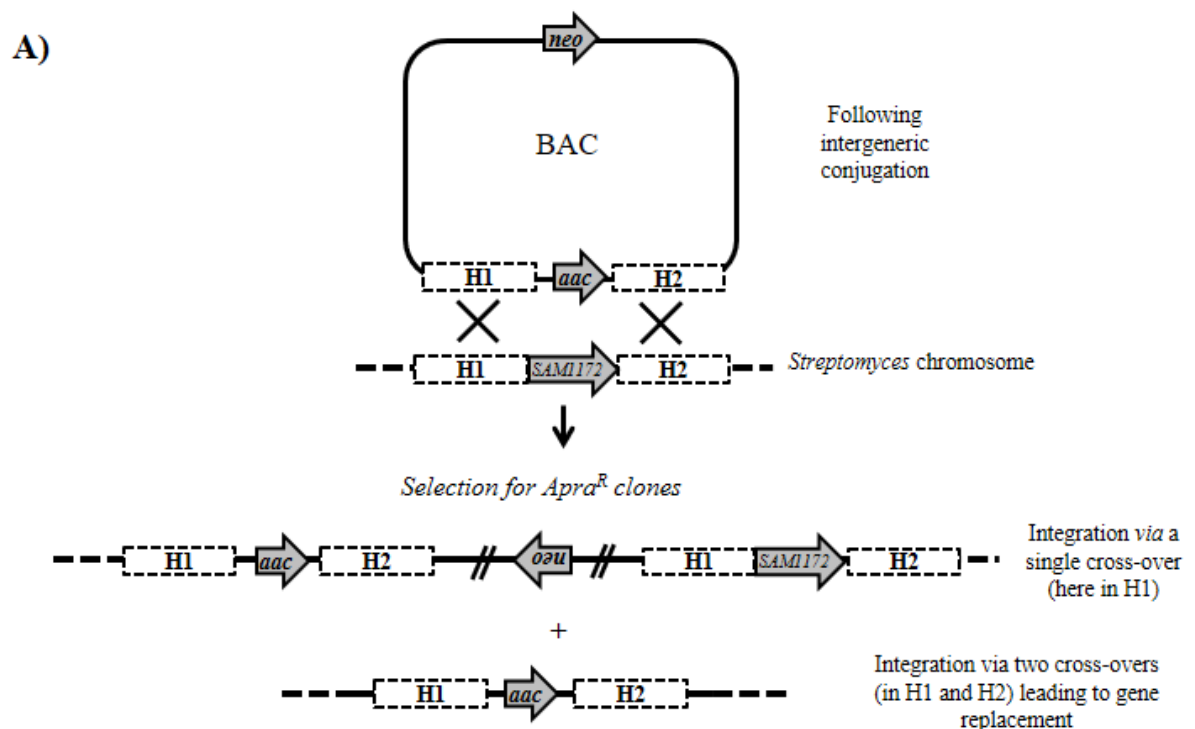 A)
neo
BAC
Following
intergeneric
conjugation
H1 aac H2
H1 SAM1172 H2
Streptomyces chromosome
Selection for Apra^R clones
H1 aac H2 neo H1 SAM1172 H2
Integration via a
single cross-over
(here in H1)
+
H1 aac H2
Integration via two cross-overs
(in H1 and H2) leading to gene
replacement